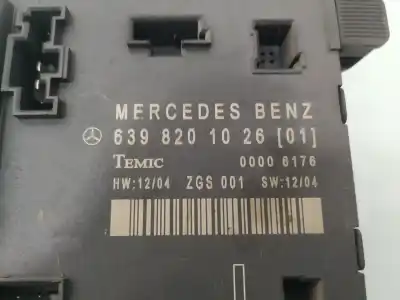 MERCEDES BENZ
639 820 10 26 [01]
TEMIC 0000 6176
HW:12/04 ZGS 001 SW:12/04